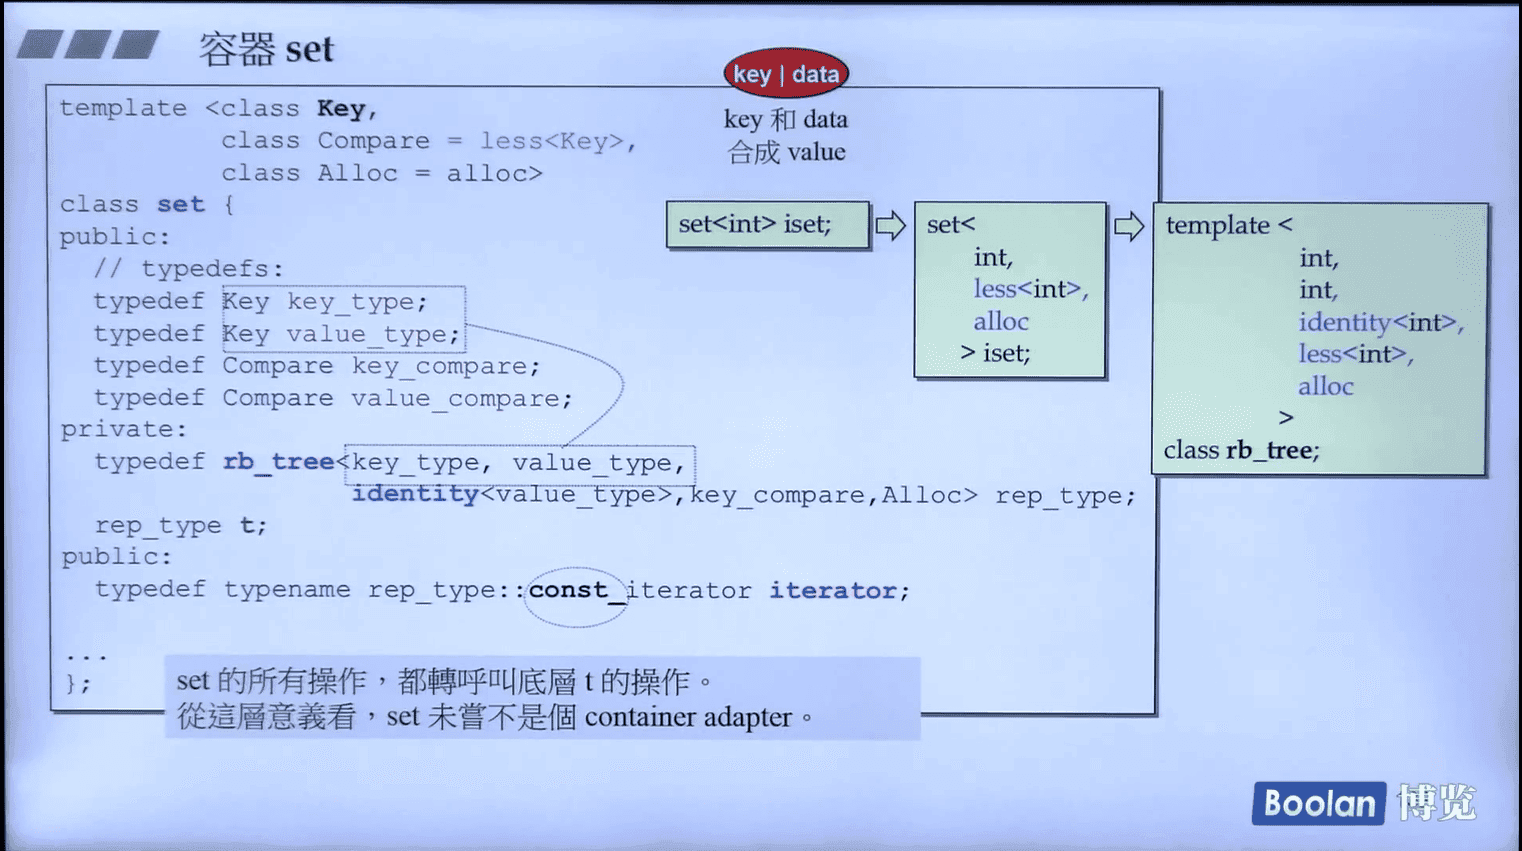 容器 set
key | data
key 和 data
合成 value
template <class Key,
class Compare = less<Key>,
class Alloc = alloc>
class set {
public:
// typedefs:
typedef Key key_type;
typedef Key value_type;
typedef Compare key_compare;
typedef Compare value_compare;
private:
typedef rb_tree<key_type, value_type,
identity<value_type>,key_compare,Alloc> rep_type;
rep_type t;
public:
typedef typename rep_type::const_iterator iterator;
...
};
set<int> iset;
set<
int,
less<int>,
alloc
> iset;
template <
int,
int,
identity<int>,
less<int>,
alloc
>
class rb_tree;
set 的所有操作，都轉呼叫底層 t 的操作。
從這層意義看，set 未嘗不是個 container adapter。
Boolan 博览